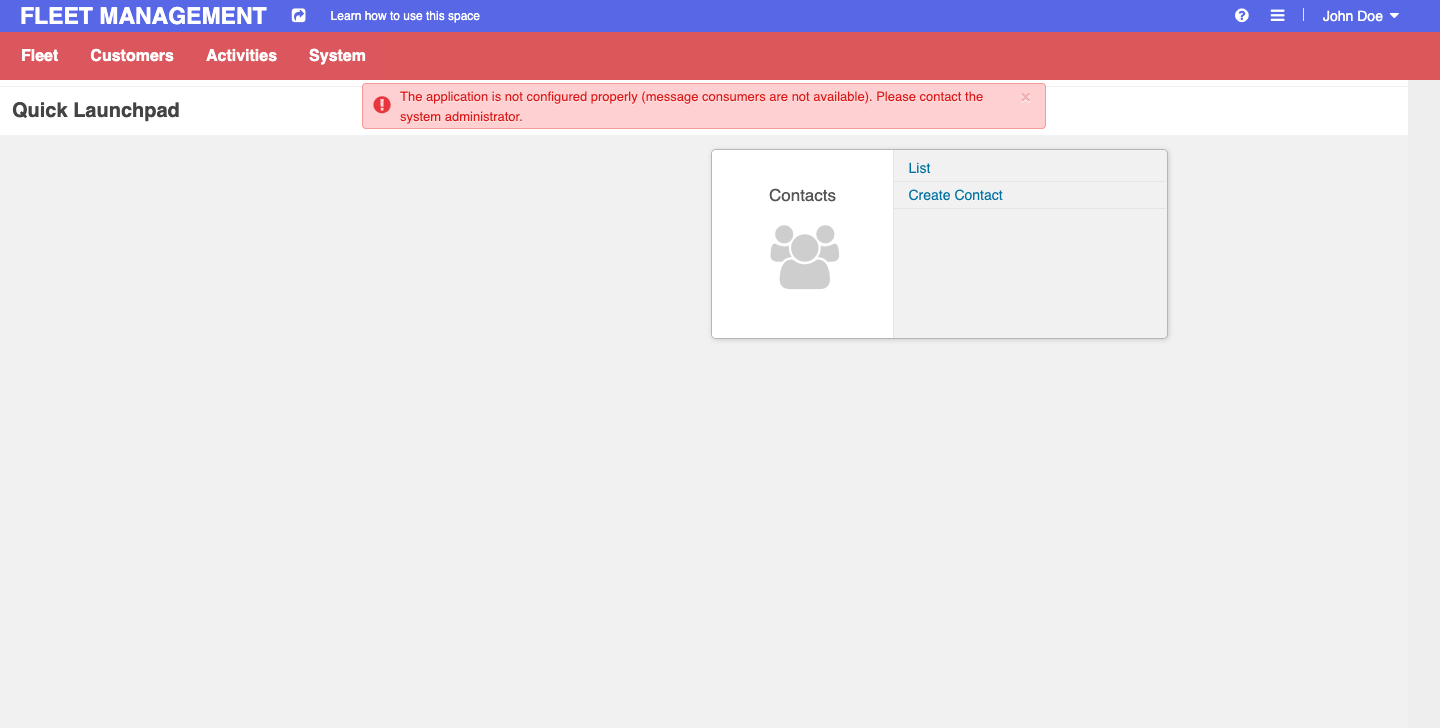 FLEET MANAGEMENT
Learn how to use this space
John Doe
Fleet
Customers
Activities
System
Quick Launchpad
The application is not configured properly (message consumers are not available). Please contact the
system administrator.
×
Contacts
List
Create Contact